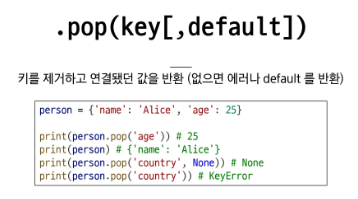 .pop(key[,default])
키를 제거하고 연결됐던 값을 반환 (없으면 에러나 default 를 반환)
person = {'name': 'Alice', 'age': 25}
print(person.pop('age')) # 25
print(person) # {'name': 'Alice'}
print(person.pop('country', None)) # None
print(person.pop('country')) # KeyError